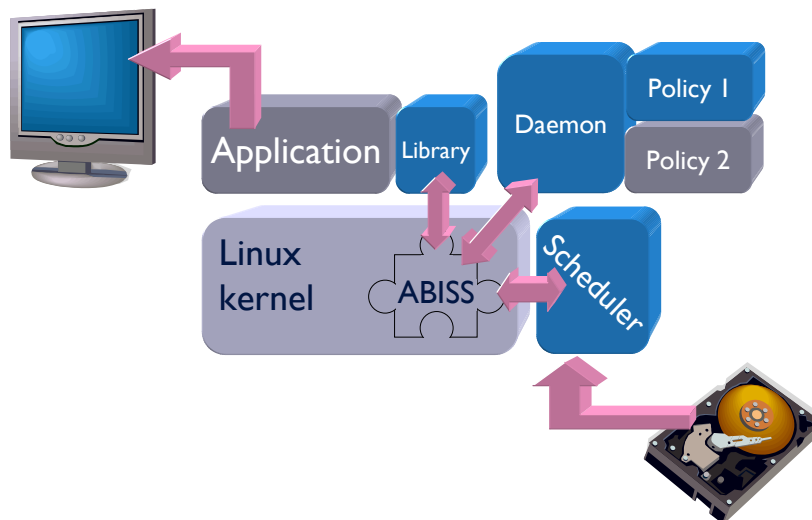 Application
Library
Daemon
Policy 1
Policy 2
Linux
kernel
ABISS
Scheduler